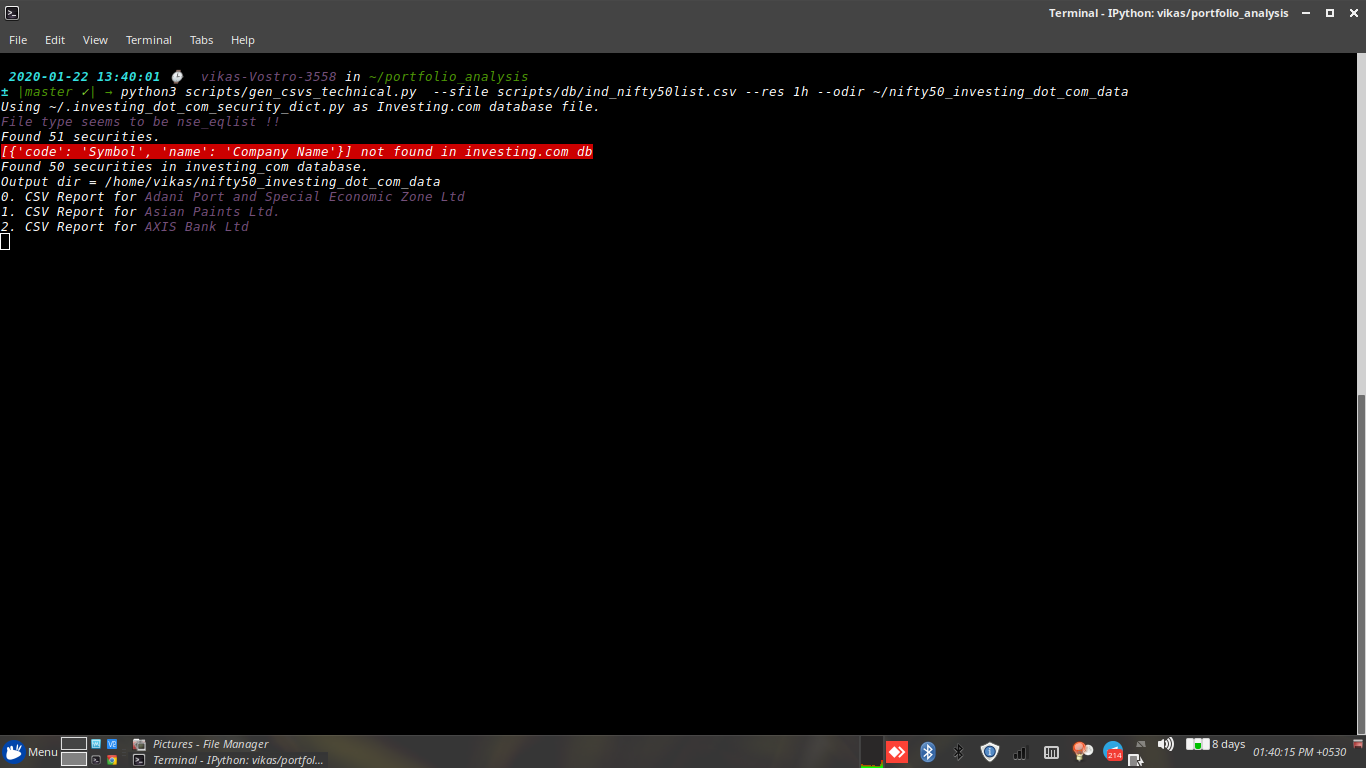 Terminal - IPython: vikas/portfolio_analysis
File Edit View Terminal Tabs Help
2020-01-22 13:40:01 ⌚ vikas-Vostro-3558 in ~/portfolio_analysis
± |master ✓| → python3 scripts/gen_csvs_technical.py  --sfile scripts/db/ind_nifty50list.csv --res 1h --odir ~/nifty50_investing_dot_com_data
Using ~/.investing_dot_com_security_dict.py as Investing.com database file.
File type seems to be nse_eqlist !!
Found 51 securities.
[{'code': 'Symbol', 'name': 'Company Name'}] not found in investing.com db
Found 50 securities in investing_com database.
Output dir = /home/vikas/nifty50_investing_dot_com_data
0. CSV Report for Adani Port and Special Economic Zone Ltd
1. CSV Report for Asian Paints Ltd.
2. CSV Report for AXIS Bank Ltd
Menu
Pictures - File Manager
Terminal - IPython: vikas/portfol...
214
8 days
01:40:15 PM +0530